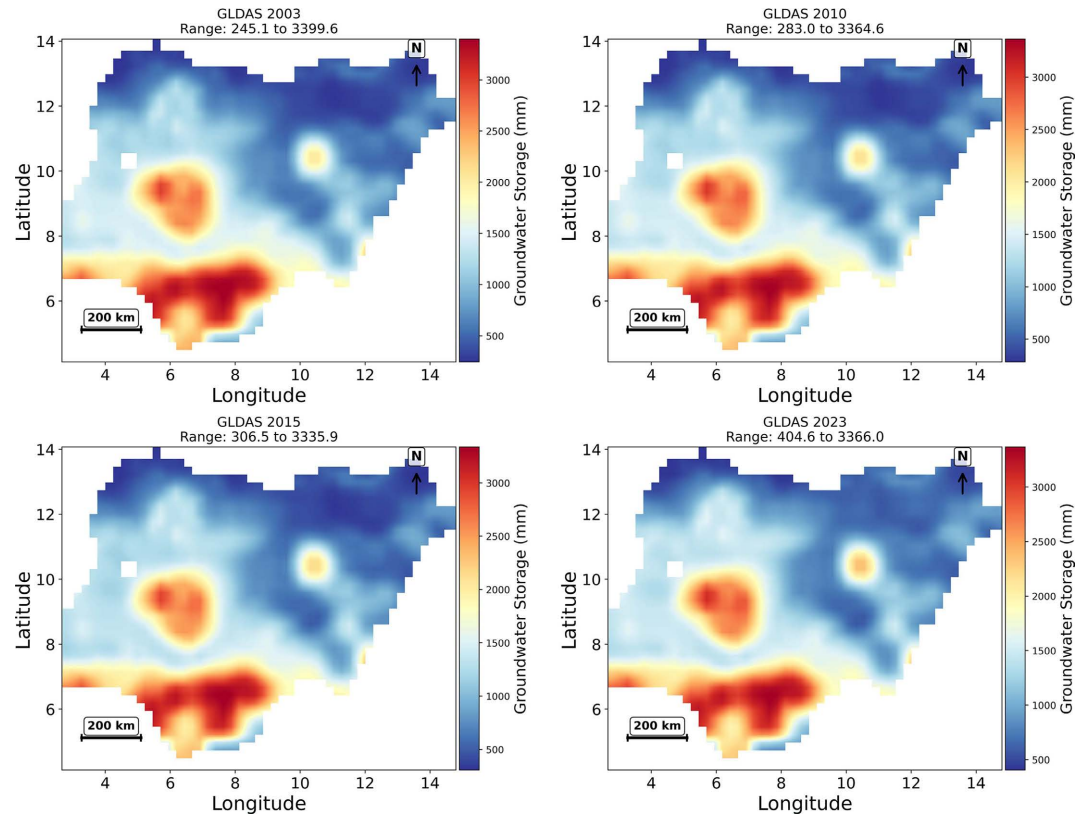 GLDAS 2003
Range: 245.1 to 3399.6
14
12
10
8
6
4 6 8 10 12 14
Latitude
Longitude
N
200 km
3000
2500
2000
1500
1000
500
Groundwater Storage (mm)
GLDAS 2010
Range: 283.0 to 3364.6
14
12
10
8
6
4 6 8 10 12 14
Latitude
Longitude
N
200 km
3000
2500
2000
1500
1000
500
Groundwater Storage (mm)
GLDAS 2015
Range: 306.5 to 3335.9
14
12
10
8
6
4 6 8 10 12 14
Latitude
Longitude
N
200 km
3000
2500
2000
1500
1000
500
Groundwater Storage (mm)
GLDAS 2023
Range: 404.6 to 3366.0
14
12
10
8
6
4 6 8 10 12 14
Latitude
Longitude
N
200 km
3000
2500
2000
1500
1000
500
Groundwater Storage (mm)